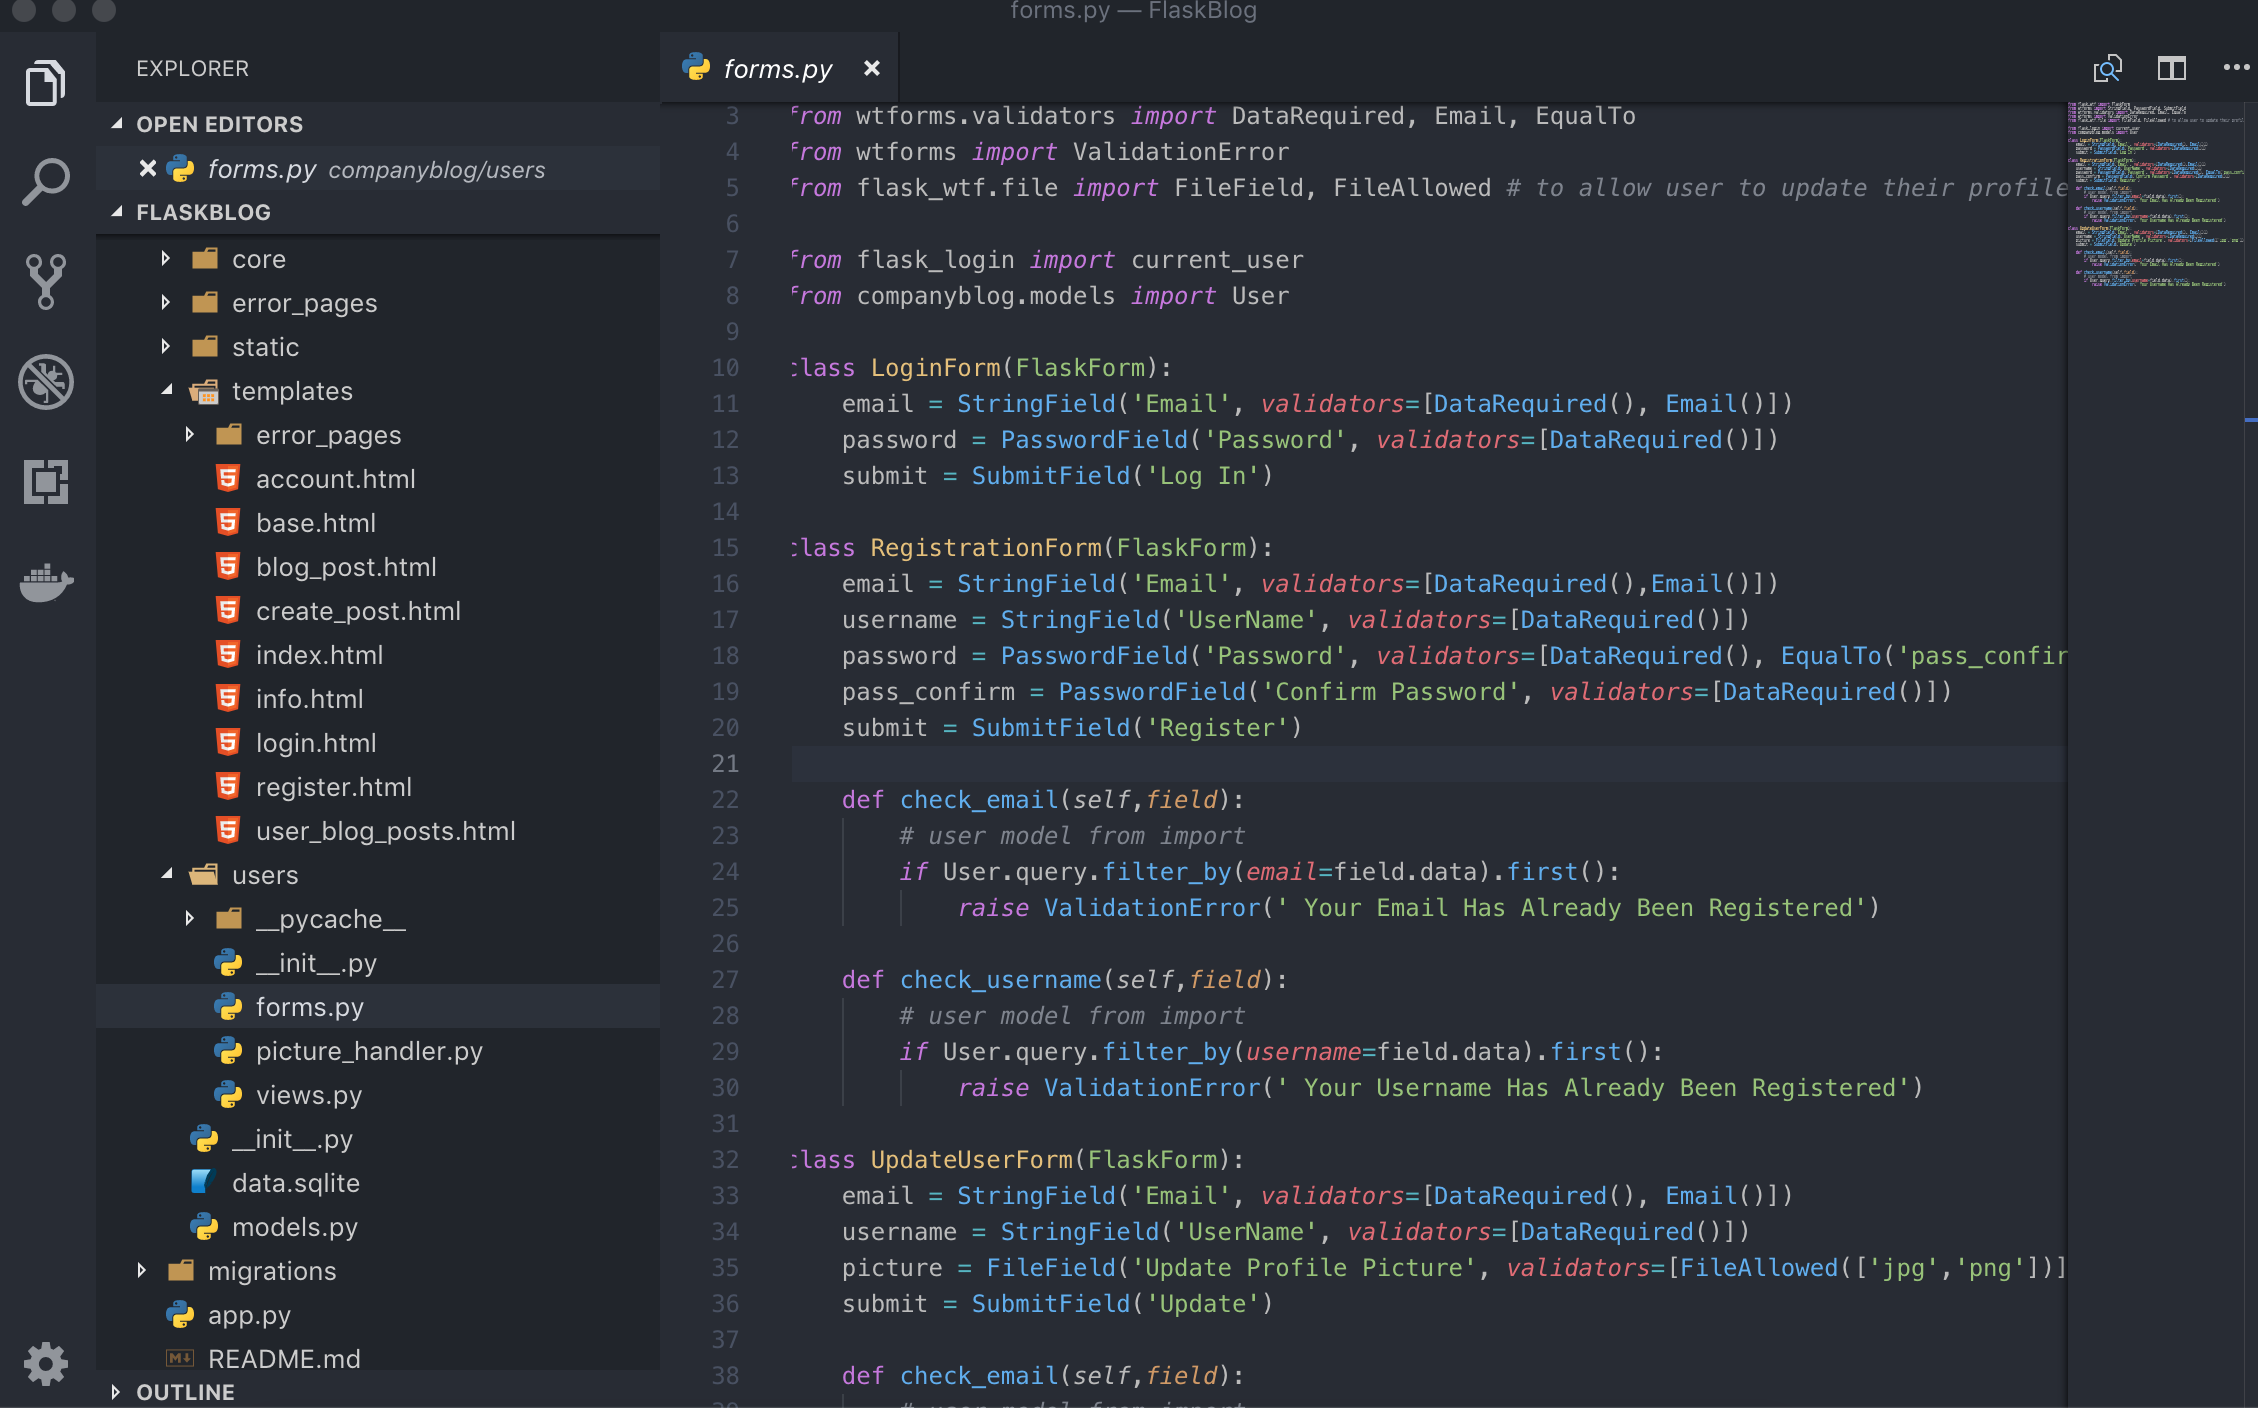 forms.py — FlaskBlog
EXPLORER
OPEN EDITORS
forms.py companyblog/users
FLASKBLOG
core
error_pages
static
templates
error_pages
account.html
base.html
blog_post.html
create_post.html
index.html
info.html
login.html
register.html
user_blog_posts.html
users
__pycache__
__init__.py
forms.py
picture_handler.py
views.py
__init__.py
data.sqlite
models.py
migrations
app.py
README.md
OUTLINE
forms.py
3 from wtforms.validators import DataRequired, Email, EqualTo
4 from wtforms import ValidationError
5 from flask_wtf.file import FileField, FileAllowed # to allow user to update their profile
6
7 from flask_login import current_user
8 from companyblog.models import User
9
10 class LoginForm(FlaskForm):
11 email = StringField('Email', validators=[DataRequired(), Email()])
12 password = PasswordField('Password', validators=[DataRequired()])
13 submit = SubmitField('Log In')
14
15 class RegistrationForm(FlaskForm):
16 email = StringField('Email', validators=[DataRequired(),Email()])
17 username = StringField('UserName', validators=[DataRequired()])
18 password = PasswordField('Password', validators=[DataRequired(), EqualTo('pass_confir
19 pass_confirm = PasswordField('Confirm Password', validators=[DataRequired()])
20 submit = SubmitField('Register')
21
22 def check_email(self,field):
23 # user model from import
24 if User.query.filter_by(email=field.data).first():
25 raise ValidationError(' Your Email Has Already Been Registered')
26
27 def check_username(self,field):
28 # user model from import
29 if User.query.filter_by(username=field.data).first():
30 raise ValidationError(' Your Username Has Already Been Registered')
31
32 class UpdateUserForm(FlaskForm):
33 email = StringField('Email', validators=[DataRequired(), Email()])
34 username = StringField('UserName', validators=[DataRequired()])
35 picture = FileField('Update Profile Picture', validators=[FileAllowed(['jpg','png'])]
36 submit = SubmitField('Update')
37
38 def check_email(self,field):